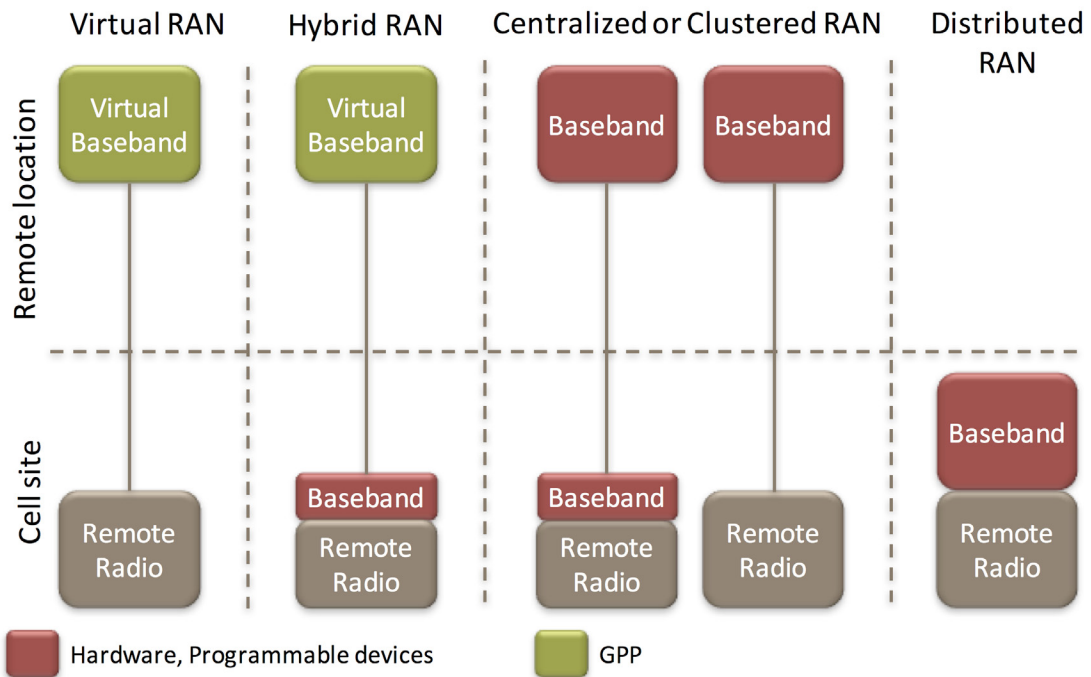 Virtual RAN
Hybrid RAN
Centralized or Clustered RAN
Distributed
RAN
Remote location
Virtual
Baseband
Virtual
Baseband
Baseband
Baseband
Cell site
Remote
Radio
Baseband
Remote
Radio
Baseband
Remote
Radio
Remote
Radio
Baseband
Remote
Radio
Hardware, Programmable devices
GPP